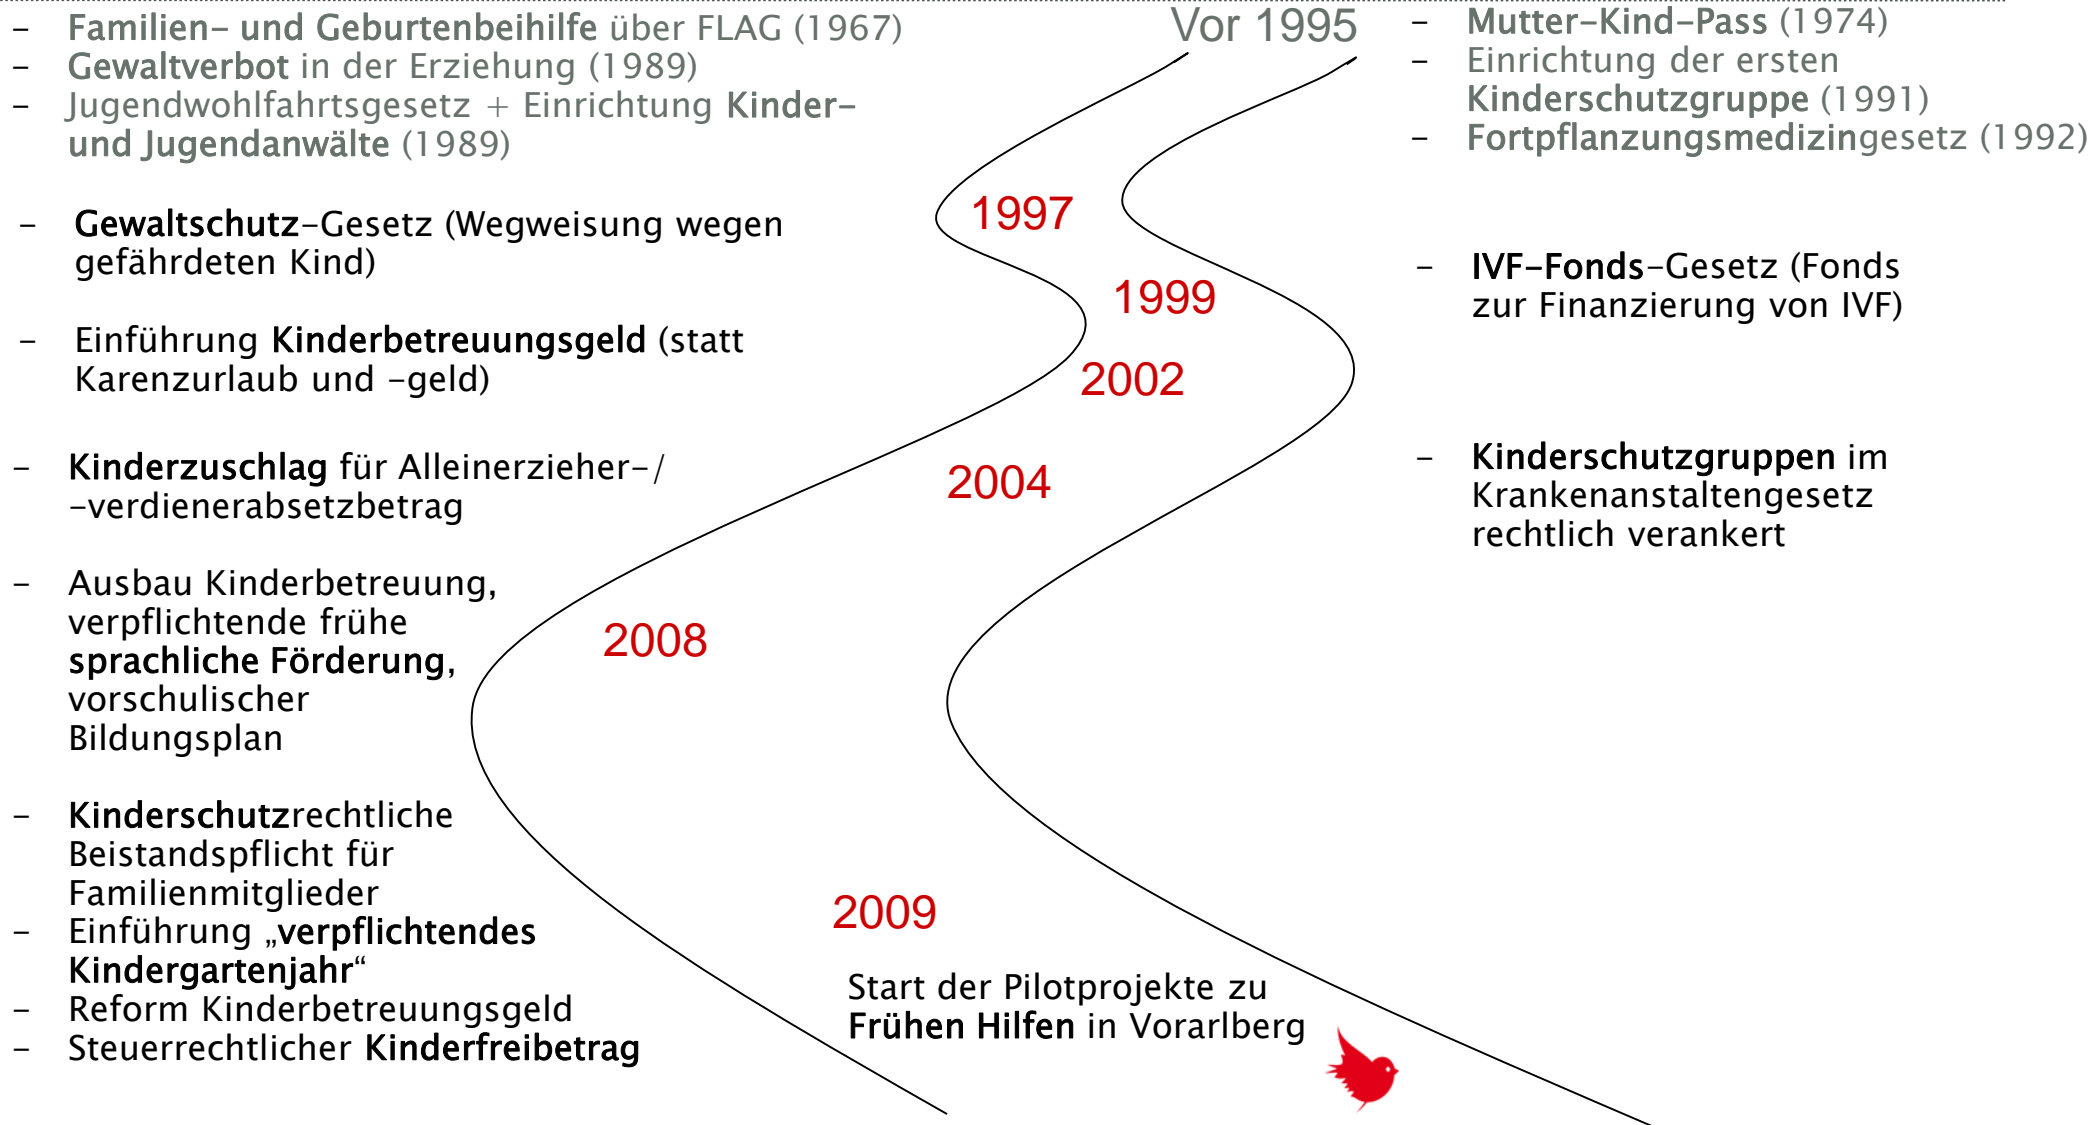 – Familien- und Geburtenbeihilfe über FLAG (1967)
– Gewaltverbot in der Erziehung (1989)
– Jugendwohlfahrtsgesetz + Einrichtung Kinder-
und Jugendanwälte (1989)
Vor 1995
– Mutter-Kind-Pass (1974)
– Einrichtung der ersten
Kinderschutzgruppe (1991)
– Fortpflanzungsmedizingesetz (1992)
– Gewaltschutz-Gesetz (Wegweisung wegen
gefährdeten Kind)
1997
1999
– IVF-Fonds-Gesetz (Fonds
zur Finanzierung von IVF)
– Einführung Kinderbetreuungsgeld (statt
Karenzurlaub und -geld)
2002
– Kinderzuschlag für Alleinerzieher-/
-verdienerabsetzbetrag
2004
– Kinderschutzgruppen im
Krankenanstaltengesetz
rechtlich verankert
– Ausbau Kinderbetreuung,
verpflichtende frühe
sprachliche Förderung,
vorschulischer
Bildungsplan
2008
– Kinderschutzrechtliche
Beistandspflicht für
Familienmitglieder
– Einführung „verpflichtendes
Kindergartenjahr“
– Reform Kinderbetreuungsgeld
– Steuerrechtlicher Kinderfreibetrag
2009
Start der Pilotprojekte zu
Frühen Hilfen in Vorarlberg